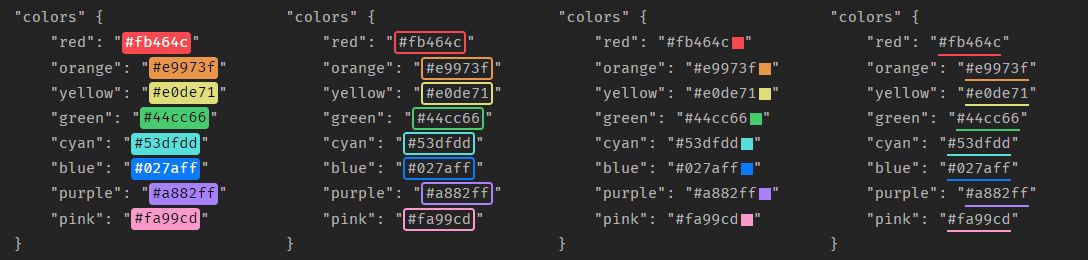 "colors" {
    "red": "#fb464c"
    "orange": "#e9973f"
    "yellow": "#e0de71"
    "green": "#44cc66"
    "cyan": "#53dfdd"
    "blue": "#027aff"
    "purple": "#a882ff"
    "pink": "#fa99cd"
}
"colors" {
    "red": "#fb464c"
    "orange": "#e9973f"
    "yellow": "#e0de71"
    "green": "#44cc66"
    "cyan": "#53dfdd"
    "blue": "#027aff"
    "purple": "#a882ff"
    "pink": "#fa99cd"
}
"colors" {
    "red": "#fb464c"
    "orange": "#e9973f"
    "yellow": "#e0de71"
    "green": "#44cc66"
    "cyan": "#53dfdd"
    "blue": "#027aff"
    "purple": "#a882ff"
    "pink": "#fa99cd"
}
"colors" {
    "red": "#fb464c"
    "orange": "#e9973f"
    "yellow": "#e0de71"
    "green": "#44cc66"
    "cyan": "#53dfdd"
    "blue": "#027aff"
    "purple": "#a882ff"
    "pink": "#fa99cd"
}